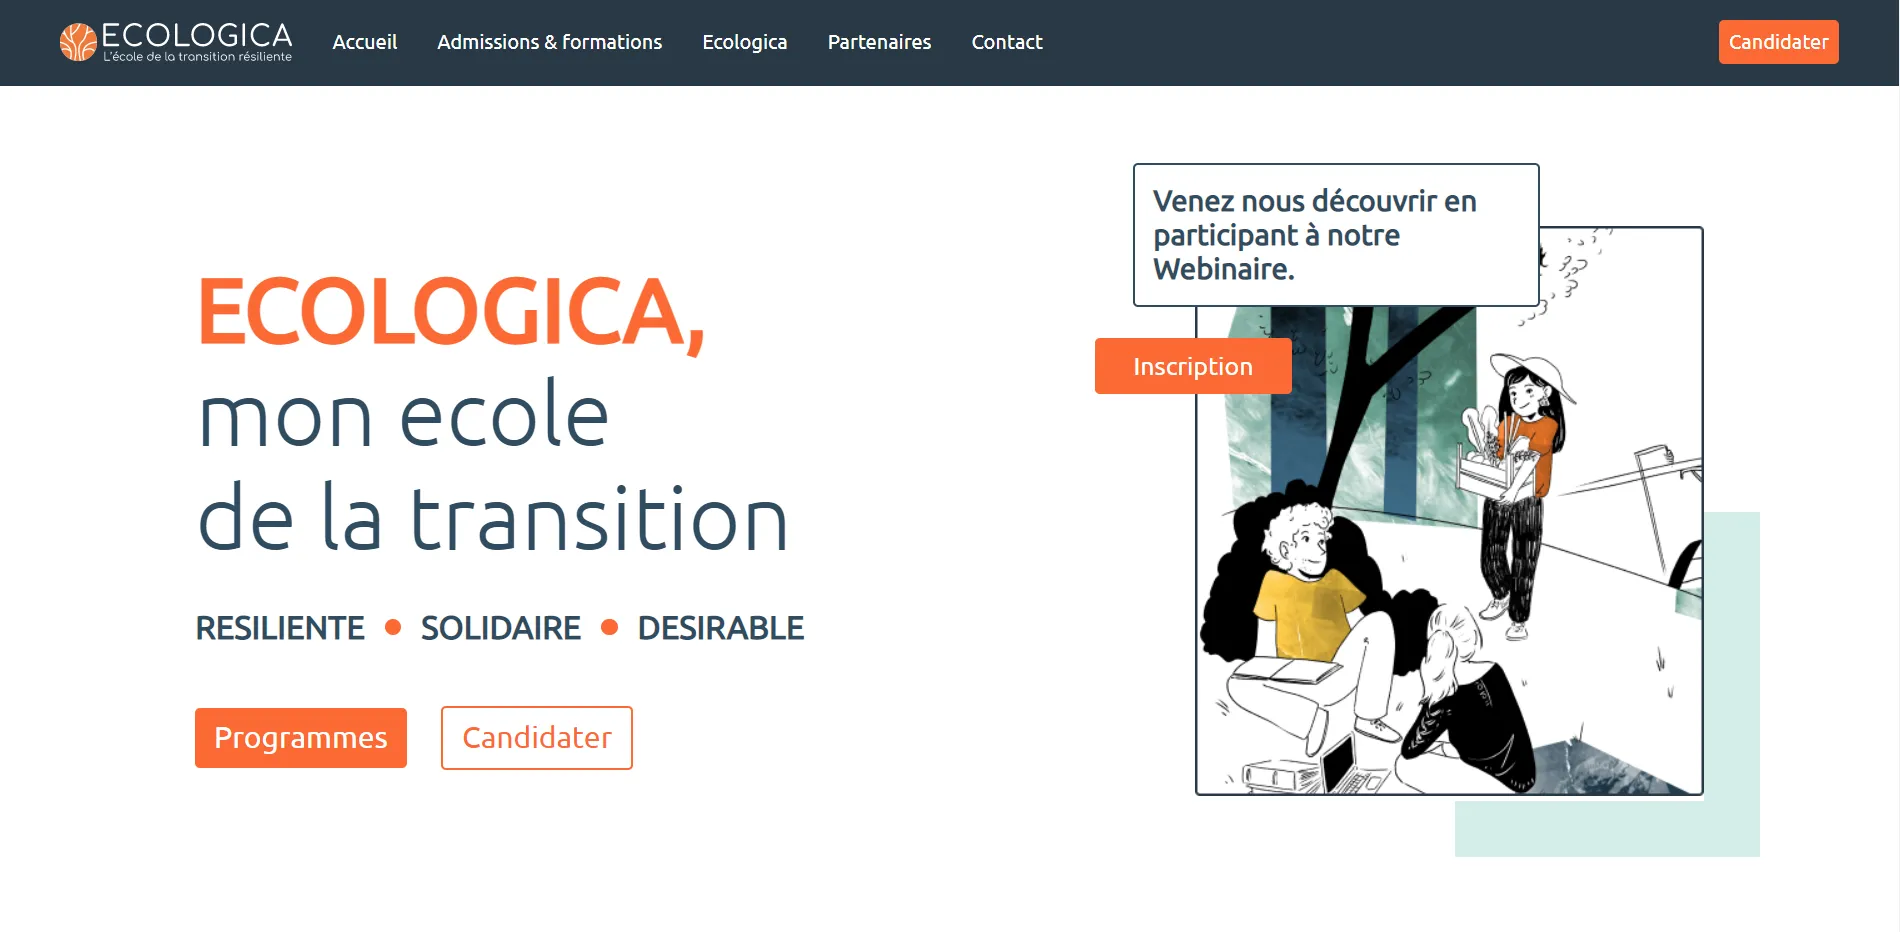 ECOLOGICA
L'école de la transition résiliente
Accueil
Admissions & formations
Ecologica
Partenaires
Contact
Candidater
ECOLOGICA,
mon ecole
de la transition
RESILIENTE • SOLIDAIRE • DESIRABLE
Programmes
Candidater
Venez nous découvrir en
participant à notre
Webinaire.
Inscription